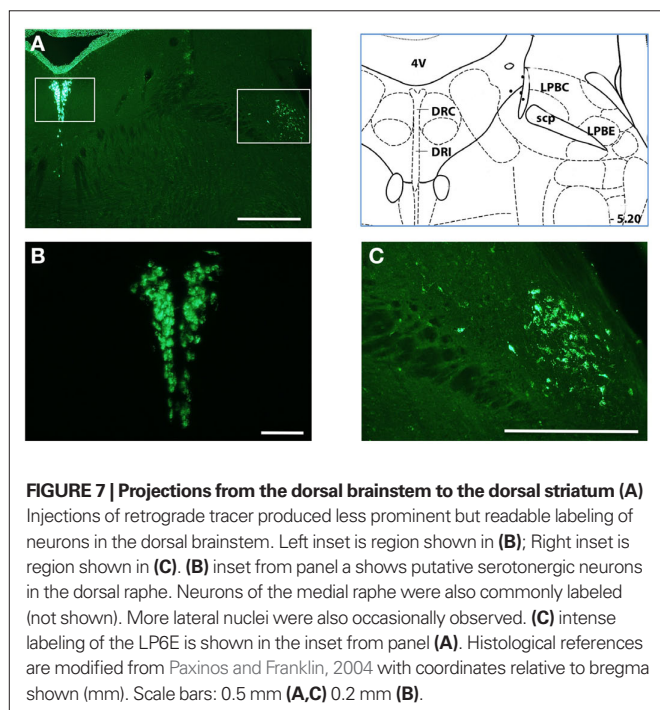 A
4V
LPBC
DRC
scp
LPBE
DRI
- 5.20
B
C
FIGURE 7 | Projections from the dorsal brainstem to the dorsal striatum (A)
Injections of retrograde tracer produced less prominent but readable labeling of
neurons in the dorsal brainstem. Left inset is region shown in (B); Right inset is
region shown in (C). (B) inset from panel a shows putative serotonergic neurons
in the dorsal raphe. Neurons of the medial raphe were also commonly labeled
(not shown). More lateral nuclei were also occasionally observed. (C) intense
labeling of the LP6E is shown in the inset from panel (A). Histological references
are modified from Paxinos and Franklin, 2004 with coordinates relative to bregma
shown (mm). Scale bars: 0.5 mm (A,C) 0.2 mm (B).